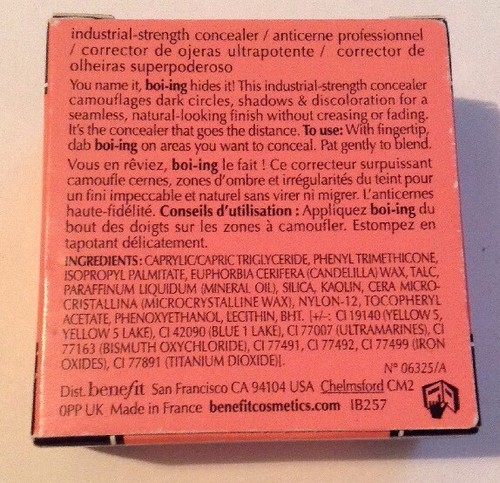 industrial-strength concealer / anticerne professionnel
/ corrector de ojeras ultrapotente / corrector de
olheiras superpoderoso
You name it, boi-ing hides it! This industrial-strength concealer
camouflages dark circles, shadows & discoloration for a
seamless, natural-looking finish without creasing or fading.
It's the concealer that goes the distance. To use: With fingertip,
dab boi-ing on areas you want to conceal. Pat gently to blend.
Vous en rêviez, boi-ing le fait ! Ce correcteur surpuissant
camoufle cernes, zones d'ombre et irrégularités du teint pour
un fini impeccable et naturel sans virer ni migrer. L'anticernes
haute-fidélité. Conseils d'utilisation : Appliquez boi-ing du
bout des doigts sur les zones à camoufler. Estompez en
tapotant délicatement.
INGREDIENTS: CAPRYLIC/CAPRIC TRIGLYCERIDE, PHENYL TRIMETHICONE,
ISOPROPYL PALMITATE, EUPHORBIA CERIFERA (CANDELILLA) WAX, TALC,
PARAFFINUM LIQUIDUM (MINERAL OIL), SILICA, KAOLIN, CERA MICRO-
CRISTALLINA (MICROCRYSTALLINE WAX), NYLON-12, TOCOPHERYL
ACETATE, PHENOXYETHANOL, LECITHIN, BHT. [+/-: CI 19140 (YELLOW 5,
YELLOW 5 LAKE), CI 42090 (BLUE 1 LAKE), CI 77007 (ULTRAMARINES), CI
77163 (BISMUTH OXYCHLORIDE), CI 77491, CI 77492, CI 77499 (IRON
OXIDES), CI 77891 (TITANIUM DIOXIDE)].
N° 06325/A
Dist. benefit San Francisco CA 94104 USA Chelmsford CM2
0PP UK Made in France benefitcosmetics.com IB257